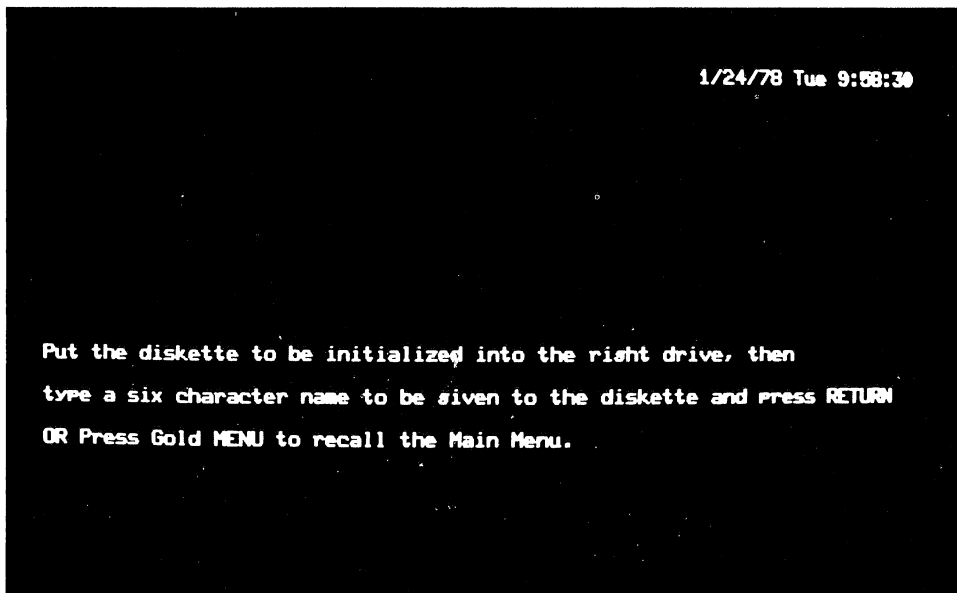 1/24/78 Tue 9:58:30
Put the diskette to be initialized into the right drive, then
type a six character name to be given to the diskette and press RETURN
OR Press Gold MENU to recall the Main Menu.